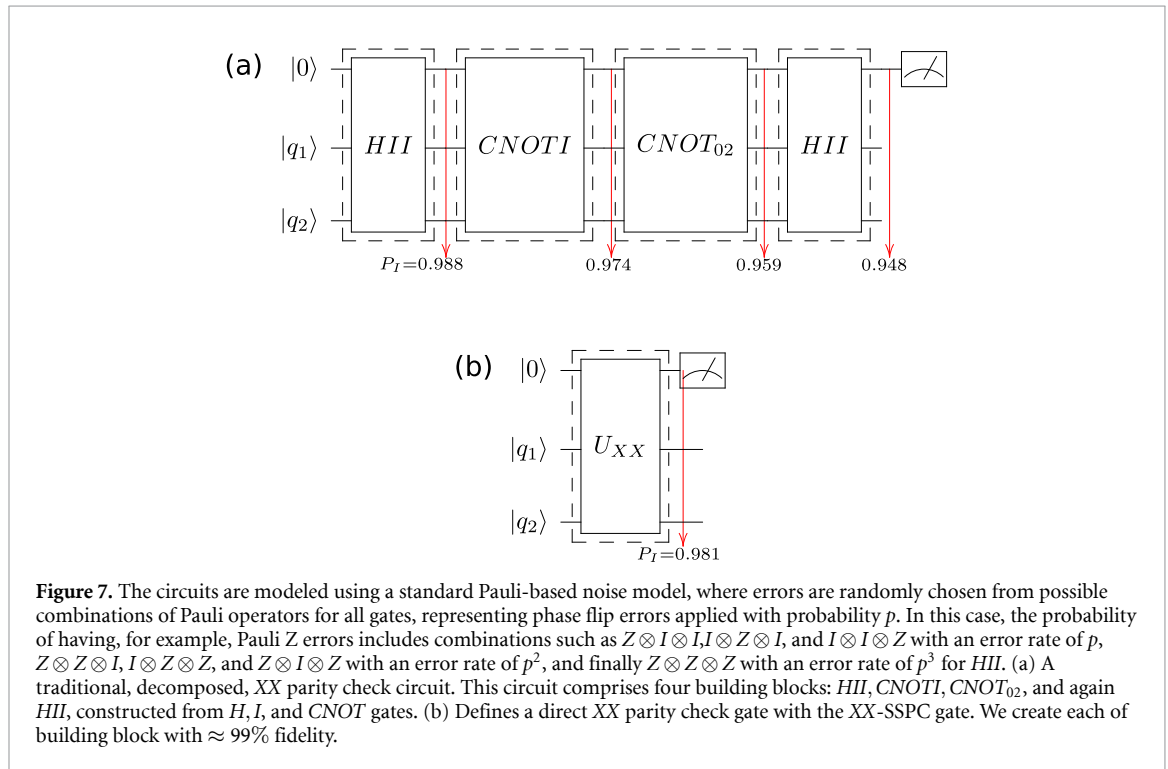 (a) |0⟩
|q₁⟩ HII CNOTI CNOT₀₂ HII
|q₂⟩
P_I=0.988 0.974 0.959 0.948
(b) |0⟩
|q₁⟩ U_XX
|q₂⟩
P_I=0.981
Figure 7. The circuits are modeled using a standard Pauli-based noise model, where errors are randomly chosen from possible
combinations of Pauli operators for all gates, representing phase flip errors applied with probability p. In this case, the probability
of having, for example, Pauli Z errors includes combinations such as Z ⊗ I ⊗ I,I ⊗ Z ⊗ I, and I ⊗ I ⊗ Z with an error rate of p,
Z ⊗ Z ⊗ I, I ⊗ Z ⊗ Z, and Z ⊗ I ⊗ Z with an error rate of p², and finally Z ⊗ Z ⊗ Z with an error rate of p³ for HII. (a) A
traditional, decomposed, XX parity check circuit. This circuit comprises four building blocks: HII, CNOTI, CNOT₀₂, and again
HII, constructed from H, I, and CNOT gates. (b) Defines a direct XX parity check gate with the XX-SSPC gate. We create each of
building block with ≈ 99% fidelity.